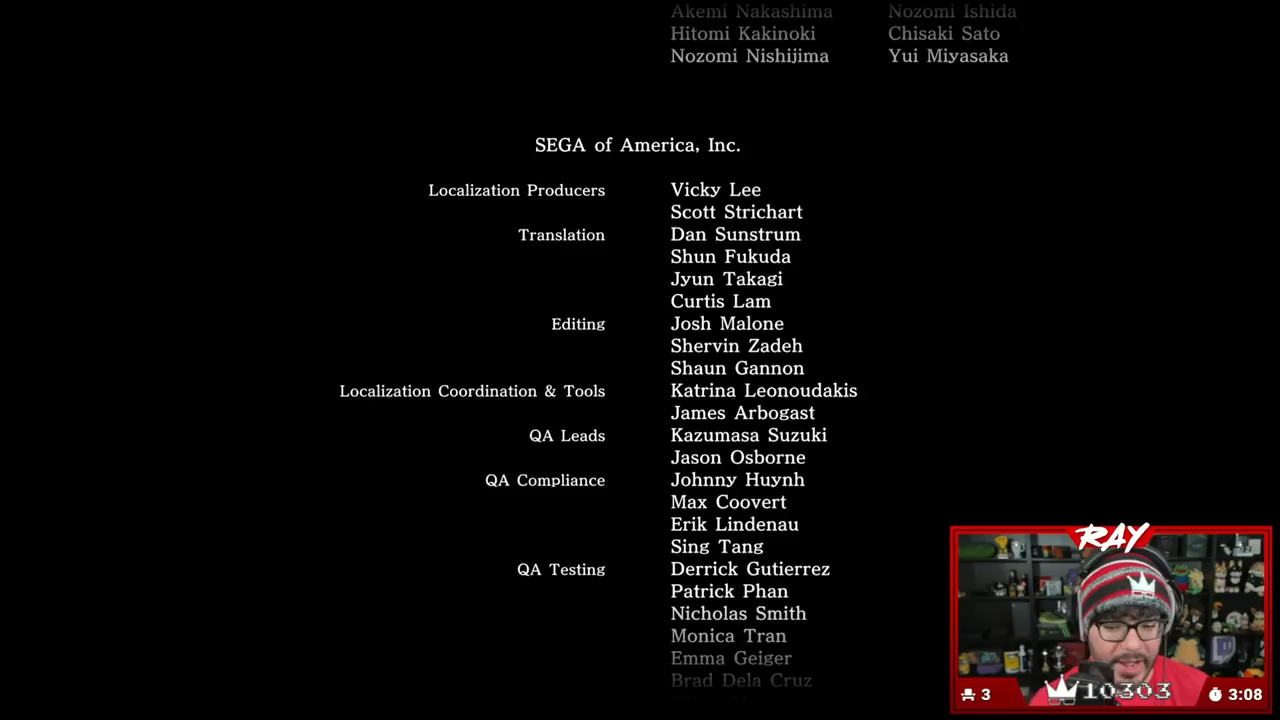 Akemi Nakashima Nozomi Ishida
Hitomi Kakinoki Chisaki Sato
Nozomi Nishijima Yui Miyasaka
SEGA of America, Inc.
Localization Producers Vicky Lee
Scott Strichart
Translation Dan Sunstrum
Shun Fukuda
Jyun Takagi
Curtis Lam
Editing Josh Malone
Shervin Zadeh
Shaun Gannon
Localization Coordination & Tools Katrina Leonoudakis
James Arbogast
QA Leads Kazumasa Suzuki
Jason Osborne
QA Compliance Johnny Huynh
Max Coovert
Erik Lindenau
Sing Tang
QA Testing Derrick Gutierrez
Patrick Phan
Nicholas Smith
Monica Tran
Emma Geiger
Brad Dela Cruz
RAY
3 10303 3:08